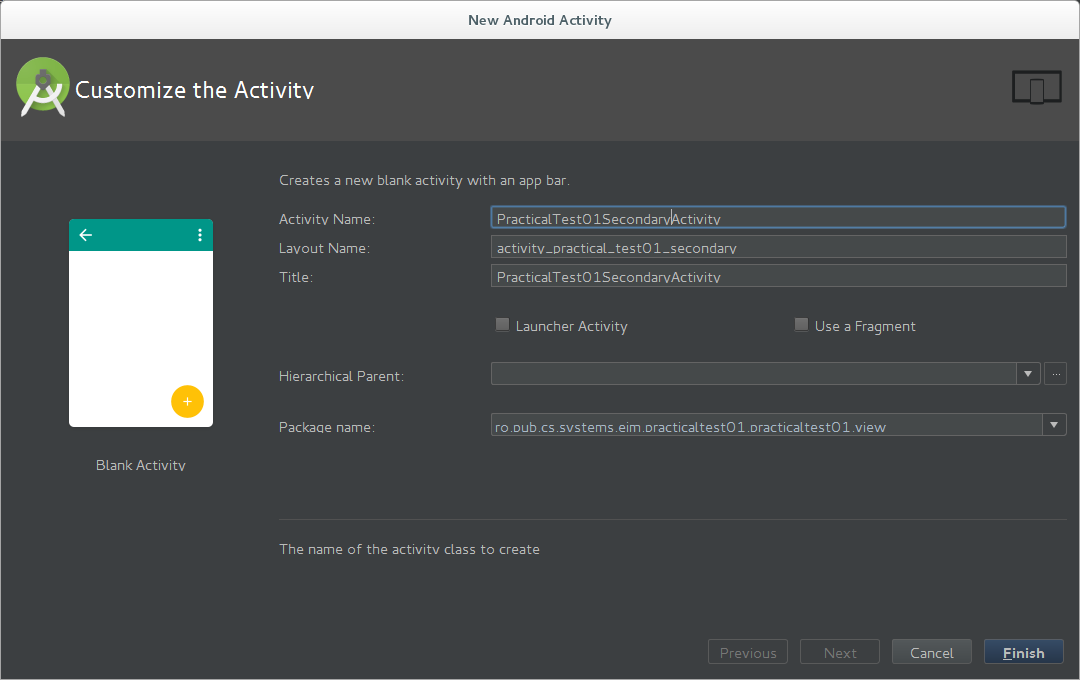 New Android Activity
Customize the Activity
Creates a new blank activity with an app bar.
Activity Name: PracticalTest01SecondaryActivity
Layout Name: activity_practical_test01_secondary
Title: PracticalTest01SecondaryActivity
Launcher Activity Use a Fragment
Hierarchical Parent: ...
Package name: ro.pub.cs.systems.eim.practicaltest01.practicaltest01.view
Blank Activity
The name of the activity class to create
Previous Next Cancel Finish